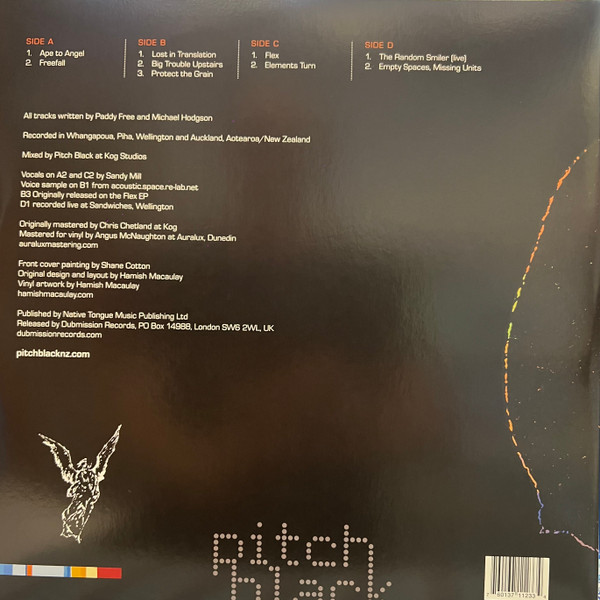 SIDE A
1. Ape to Angel
2. Freefall
SIDE B
1. Lost in Translation
2. Big Trouble Upstairs
3. Protect the Grain
SIDE C
1. Flex
2. Elements Turn
SIDE D
1. The Random Smiler (live)
2. Empty Spaces, Missing Units
All tracks written by Paddy Free and Michael Hodgson
Recorded in Whangapoua, Piha, Wellington and Auckland, Aotearoa/New Zealand
Mixed by Pitch Black at Kog Studios
Vocals on A2 and C2 by Sandy Mill
Voice sample on B1 from acoustic.space.re-lab.net
B3 Originally released on the Flex EP
D1 recorded live at Sandwiches, Wellington
Originally mastered by Chris Chetland at Kog
Mastered for vinyl by Angus McNaughton at Auralux, Dunedin
auraluxmastering.com
Front cover painting by Shane Cotton
Original design and layout by Hamish Macaulay
Vinyl artwork by Hamish Macaulay
hamishmacaulay.com
Published by Native Tongue Music Publishing Ltd
Released by Dubmission Records, PO Box 14988, London SW6 2WL, UK
dubmissionrecords.com
pitchblacknz.com
pitch
black
7 60137 11233